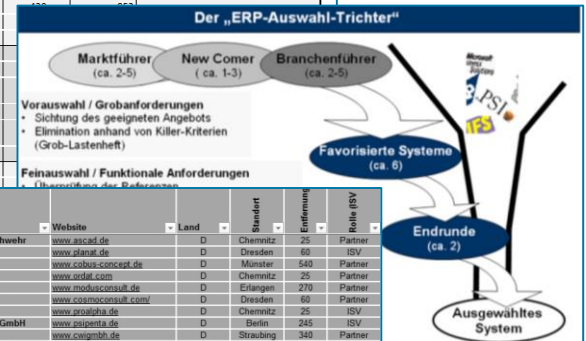 Der „ERP-Auswahl-Trichter“
Marktführer
(ca. 2-5)
New Comer
( ca. 1-3)
Branchenführer
(ca. 2-5)
Microsoft
PSI
IFS
Vorauswahl / Grobanforderungen
• Sichtung des geeigneten Angebots
• Elimination anhand von Killer-Kriterien
(Grob-Lastenheft)
Favorisierte Systeme
(ca. 6)
Feinauswahl / Funktionale Anforderungen
• Überprüfung der Referenzen
Endrunde
(ca. 2)
Ausgewähltes
System
Website Land Standort Entfernung Rolle (ISV
hwehr www.ascad.de D Chemnitz 25 Partner
www.planat.de D Dresden 60 ISV
www.cobus-concept.de D Münster 540 Partner
www.ordat.com D Chemnitz 25 Partner
www.modusconsult.de D Erlangen 270 Partner
www.cosmoconsult.com/ D Dresden 60 Partner
www.proalpha.de D Chemnitz 25 ISV
GmbH www.psipenta.de D Berlin 245 ISV
www.cwigmbh.de D Straubing 340 Partner